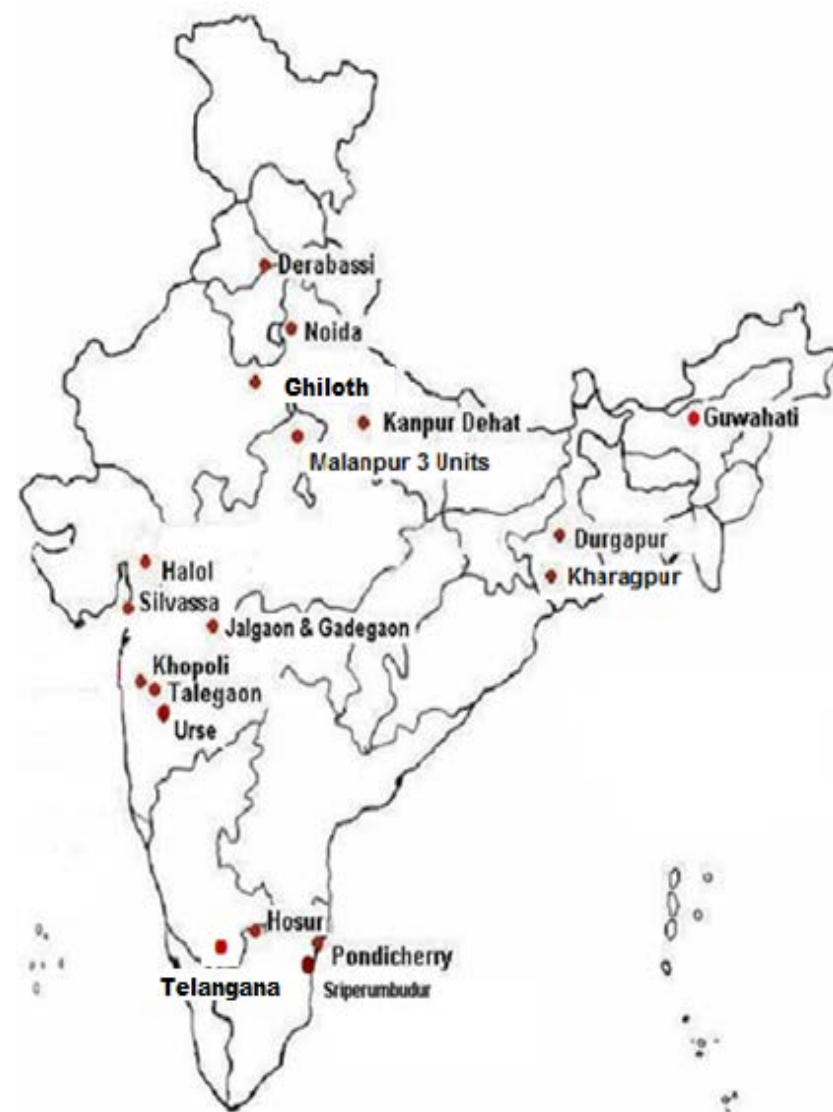 Derabassi
Noida
Ghiloth
Kanpur Dehat
Guwahati
Malanpur 3 Units
Durgapur
Halol
Kharagpur
Silvassa
Jalgaon & Gadegaon
Khopoli
Talegaon
Urse
Hosur
Pondicherry
Telangana
Sriperumbudur